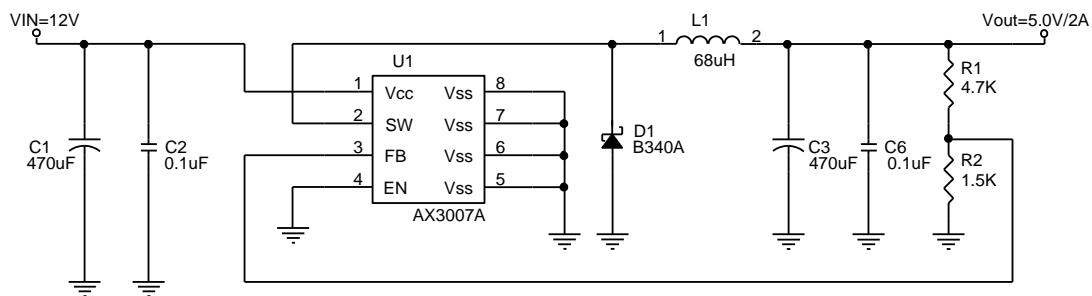 VIN=12V
Vout=5.0V/2A
L1
1 2
68uH
U1
1 Vcc Vss 8
2 SW Vss 7
3 FB Vss 6
4 EN Vss 5
AX3007A
C1
470uF
C2
0.1uF
D1
B340A
C3
470uF
C6
0.1uF
R1
4.7K
R2
1.5K